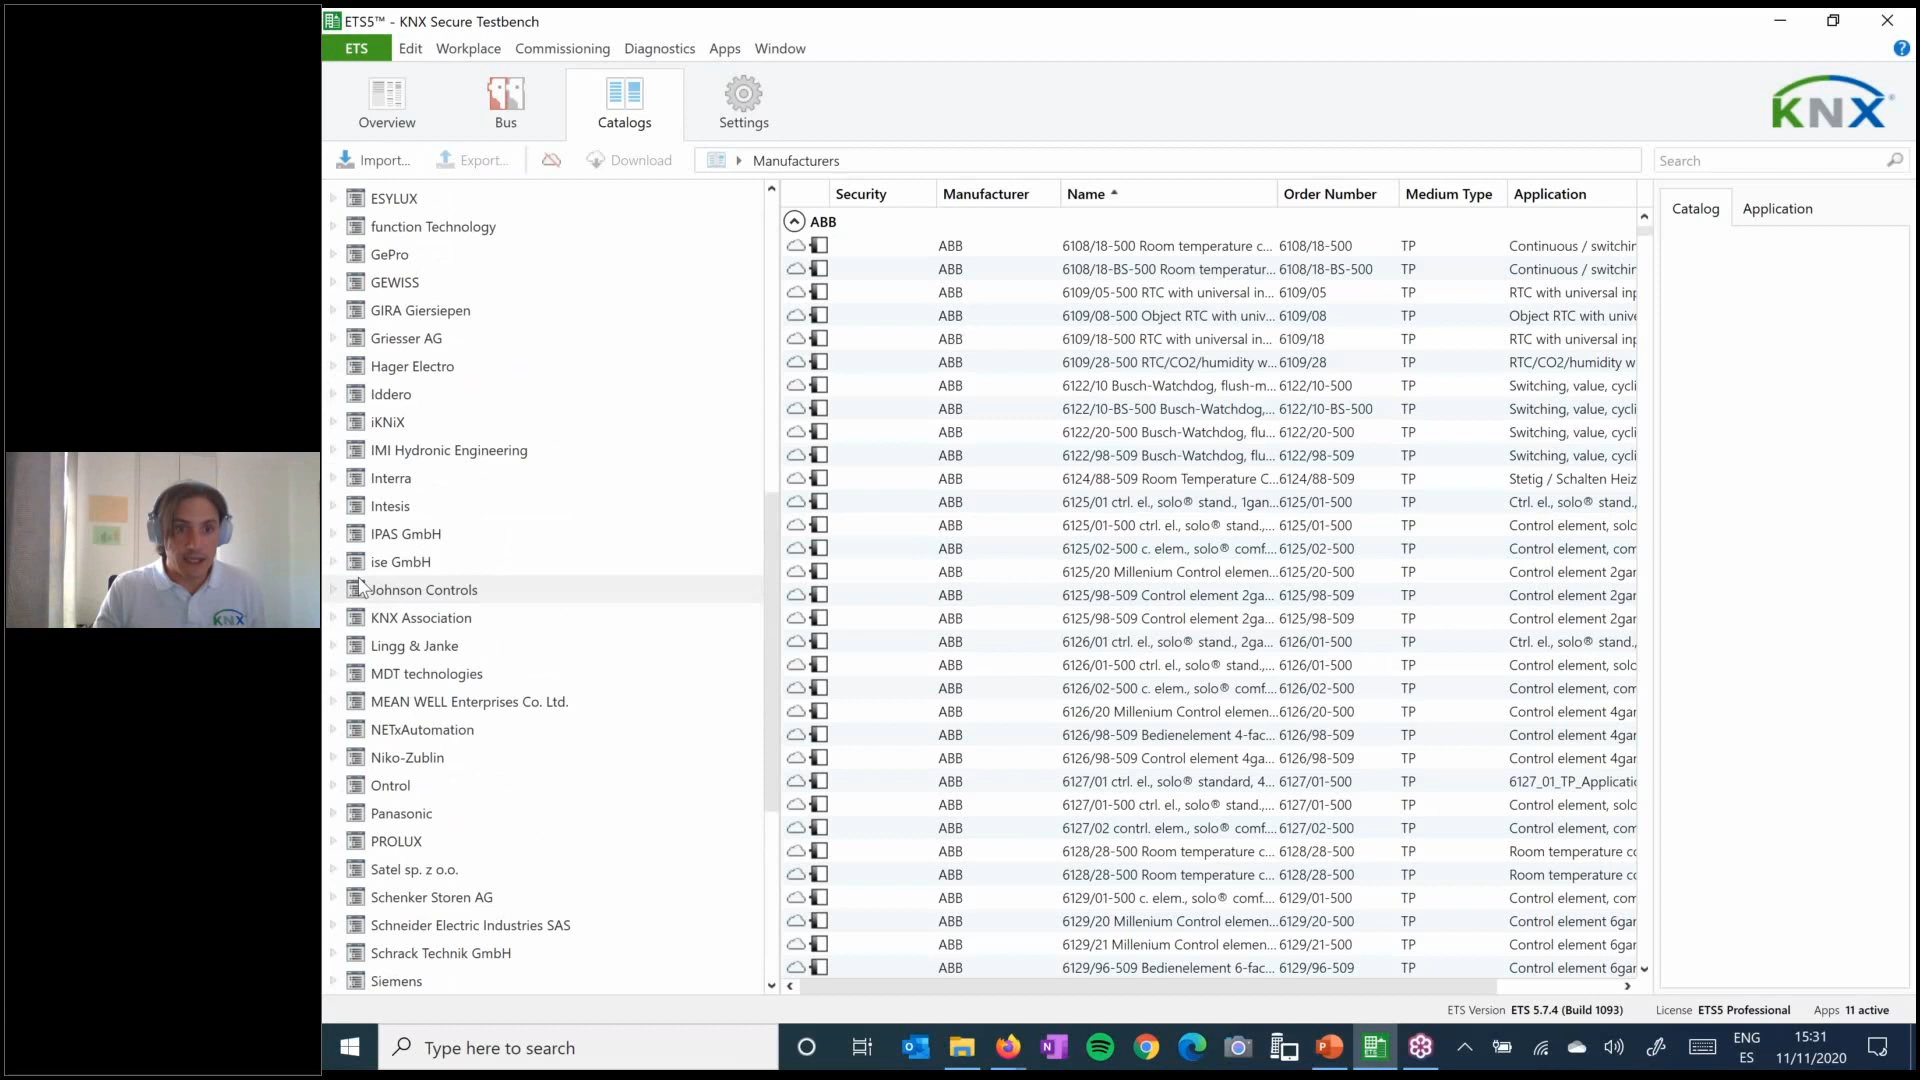 ETS5™ - KNX Secure Testbench
ETS Edit Workplace Commissioning Diagnostics Apps Window
Overview Bus Catalogs Settings
KNX
Import... Export... Download Manufacturers Search
ESYLUX
function Technology
GePro
GEWISS
GIRA Giersiepen
Griesser AG
Hager Electro
Iddero
iKNiX
IMI Hydronic Engineering
Interra
Intesis
IPAS GmbH
ise GmbH
Johnson Controls
KNX Association
Lingg & Janke
MDT technologies
MEAN WELL Enterprises Co. Ltd.
NETxAutomation
Niko-Zublin
Ontrol
Panasonic
PROLUX
Satel sp. z o.o.
Schenker Storen AG
Schneider Electric Industries SAS
Schrack Technik GmbH
Siemens
Security Manufacturer Name Order Number Medium Type Application
ABB
ABB 6108/18-500 Room temperature c... 6108/18-500 TP Continuous / switchin
ABB 6108/18-BS-500 Room temperatur... 6108/18-BS-500 TP Continuous / switchin
ABB 6109/05-500 RTC with universal in... 6109/05 TP RTC with universal inp
ABB 6109/08-500 Object RTC with univ... 6109/08 TP Object RTC with unive
ABB 6109/18-500 RTC with universal in... 6109/18 TP RTC with universal inp
ABB 6109/28-500 RTC/CO2/humidity w... 6109/28 TP RTC/CO2/humidity w
ABB 6122/10 Busch-Watchdog, flush-m... 6122/10-500 TP Switching, value, cycli
ABB 6122/10-BS-500 Busch-Watchdog,... 6122/10-BS-500 TP Switching, value, cycli
ABB 6122/20-500 Busch-Watchdog, flu... 6122/20-500 TP Switching, value, cycli
ABB 6122/98-509 Busch-Watchdog, flu... 6122/98-509 TP Switching, value, cycli
ABB 6124/88-509 Room Temperature C... 6124/88-509 TP Stetig / Schalten Heiz
ABB 6125/01 ctrl. el., solo® stand., 1gan... 6125/01-500 TP Ctrl. el., solo® stand.,
ABB 6125/01-500 ctrl. el., solo® stand.,... 6125/01-500 TP Control element, solo
ABB 6125/02-500 c. elem., solo® comf.... 6125/02-500 TP Control element, com
ABB 6125/20 Millenium Control elemen... 6125/20-500 TP Control element 2gan
ABB 6125/98-509 Control element 2ga... 6125/98-509 TP Control element 2gan
ABB 6125/98-509 Control element 2ga... 6125/98-509 TP Control element 2gan
ABB 6126/01 ctrl. el., solo® stand., 2ga... 6126/01-500 TP Ctrl. el., solo® stand.,
ABB 6126/01-500 ctrl. el., solo® stand.,... 6126/01-500 TP Control element, solo
ABB 6126/02-500 c. elem., solo® comf.... 6126/02-500 TP Control element, com
ABB 6126/20 Millenium Control elemen... 6126/20-500 TP Control element 4gan
ABB 6126/98-509 Bedienelement 4-fac... 6126/98-509 TP Control element 4gan
ABB 6126/98-509 Control element 4ga... 6126/98-509 TP Control element 4gan
ABB 6127/01 ctrl. el., solo® standard, 4... 6127/01-500 TP 6127_01_TP_Applicatio
ABB 6127/01-500 ctrl. el., solo® stand.,... 6127/01-500 TP Control element, solo
ABB 6127/02 contrl. elem., solo® comf.... 6127/02-500 TP Control element, com
ABB 6128/28-500 Room temperature c... 6128/28-500 TP Room temperature co
ABB 6128/28-500 Room temperature c... 6128/28-500 TP Room temperature co
ABB 6129/01-500 c. elem., solo® comf.... 6129/01-500 TP Control element, com
ABB 6129/20 Millenium Control elemen... 6129/20-500 TP Control element 6gan
ABB 6129/21 Millenium Control elemen... 6129/21-500 TP Control element 6gan
ABB 6129/96-509 Bedienelement 6-fac... 6129/96-509 TP Control element 6gan
Catalog Application
KNX
ETS Version ETS 5.7.4 (Build 1093) License ETS5 Professional Apps 11 active
Type here to search
ENG
ES
15:31
11/11/2020